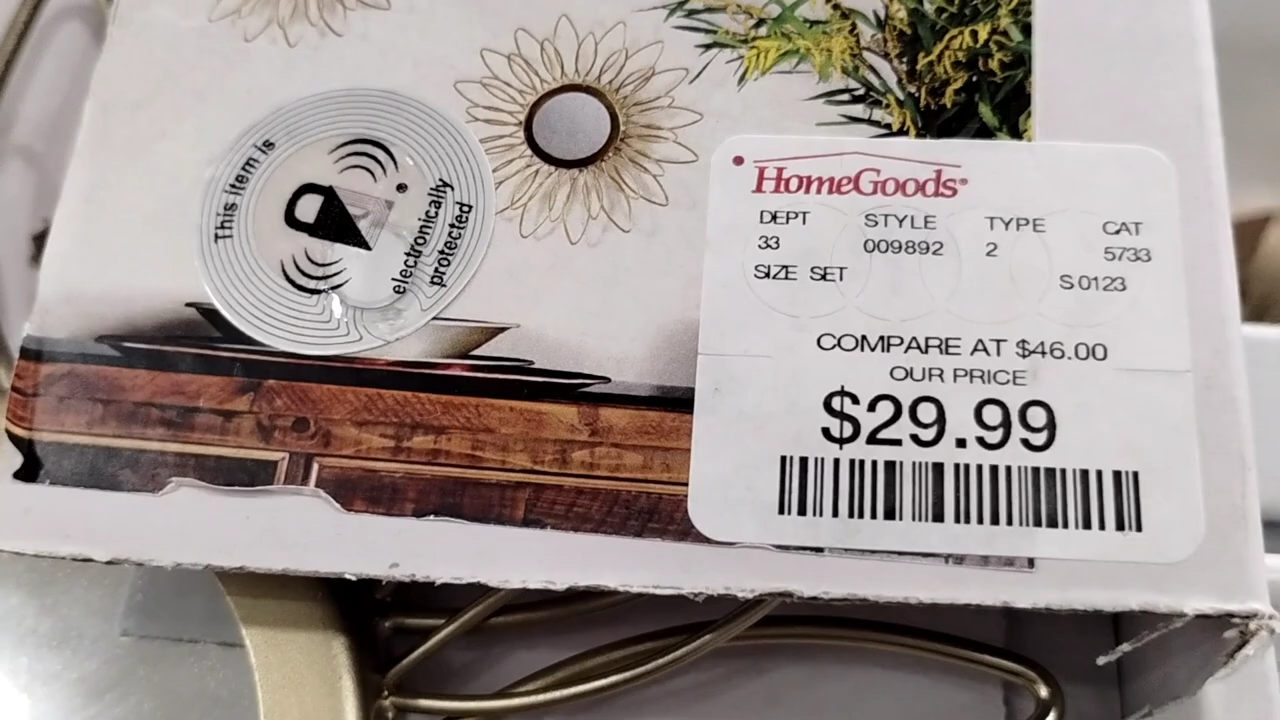 This item is
electronically
protected
HomeGoods®
DEPT STYLE TYPE CAT
33 009892 2 5733
SIZE SET S0123
COMPARE AT $46.00
OUR PRICE
$29.99